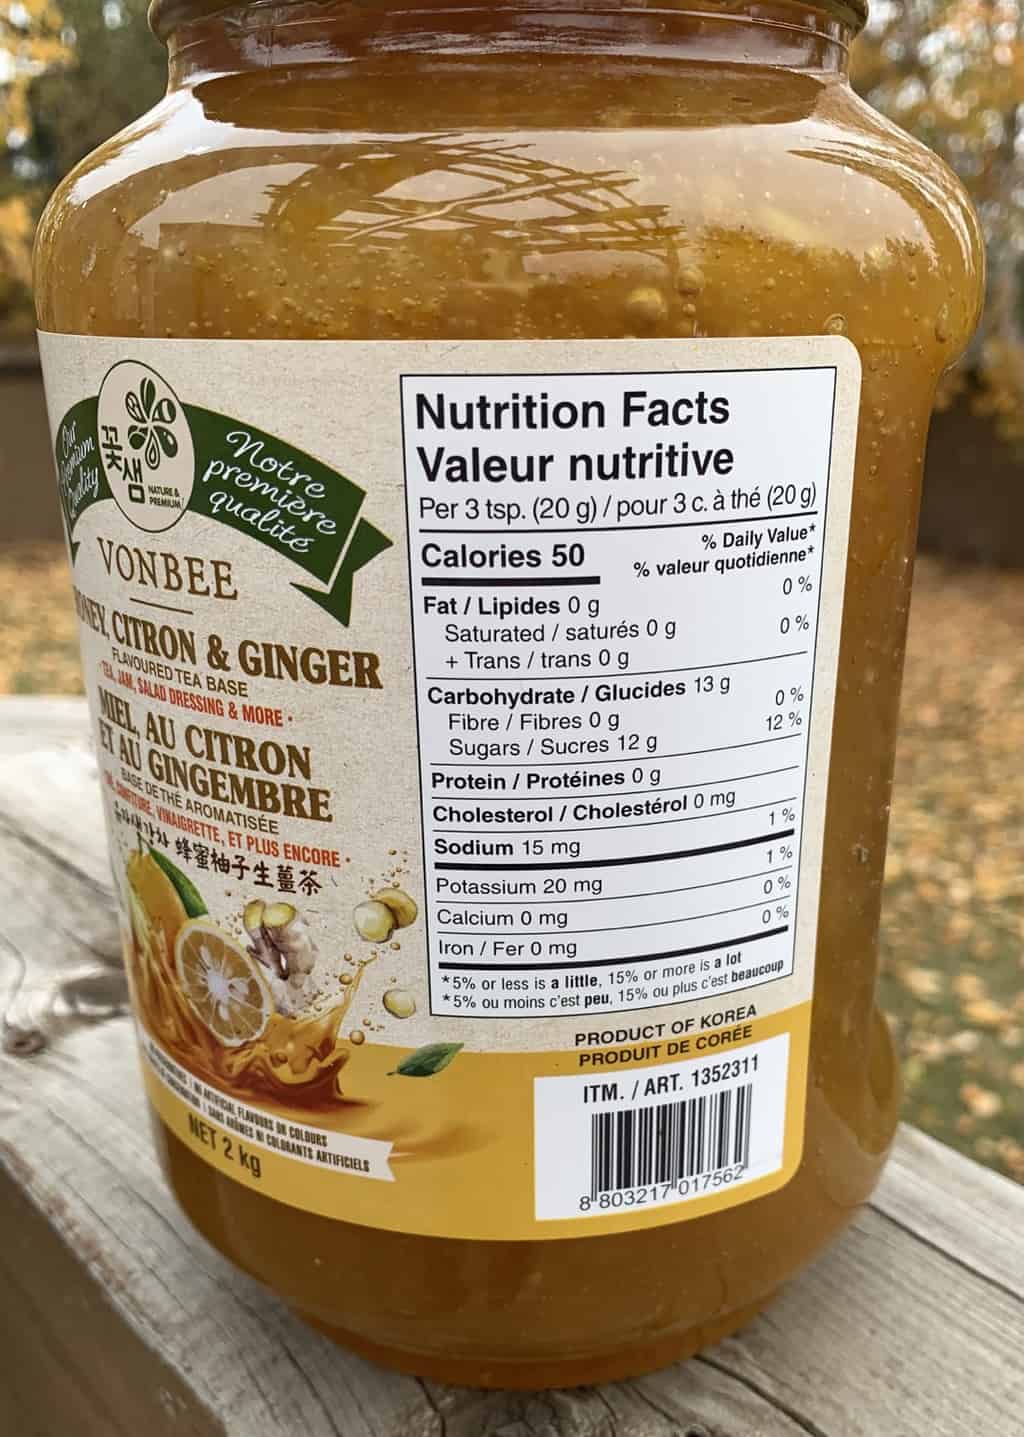 Our
Premium
Quality
꽃샘
NATURE &
PREMIUM
Notre
première
qualité
VONBEE
HONEY, CITRON & GINGER
FLAVOURED TEA BASE
TEA, JAM, SALAD DRESSING & MORE •
MIEL, AU CITRON
ET AU GINGEMBRE
BASE DE THÉ AROMATISÉE
CONFITURE, VINAIGRETTE, ET PLUS ENCORE •
蜂蜜柚子生薑茶
NO ARTIFICIAL FLAVOURS OR COLOURS
SANS ARÔMES NI COLORANTS ARTIFICIELS
NET 2 kg
Nutrition Facts
Valeur nutritive
Per 3 tsp. (20 g) / pour 3 c. à thé (20 g)
Calories 50
% Daily Value*
% valeur quotidienne*
Fat / Lipides 0 g 0 %
Saturated / saturés 0 g 0 %
+ Trans / trans 0 g
Carbohydrate / Glucides 13 g
Fibre / Fibres 0 g 0 %
Sugars / Sucres 12 g 12 %
Protein / Protéines 0 g
Cholesterol / Cholestérol 0 mg
Sodium 15 mg 1 %
Potassium 20 mg 1 %
Calcium 0 mg 0 %
Iron / Fer 0 mg 0 %
*5% or less is a little, 15% or more is a lot
*5% ou moins c'est peu, 15% ou plus c'est beaucoup
PRODUCT OF KOREA
PRODUIT DE CORÉE
ITM. / ART. 1352311
8 803217 017562